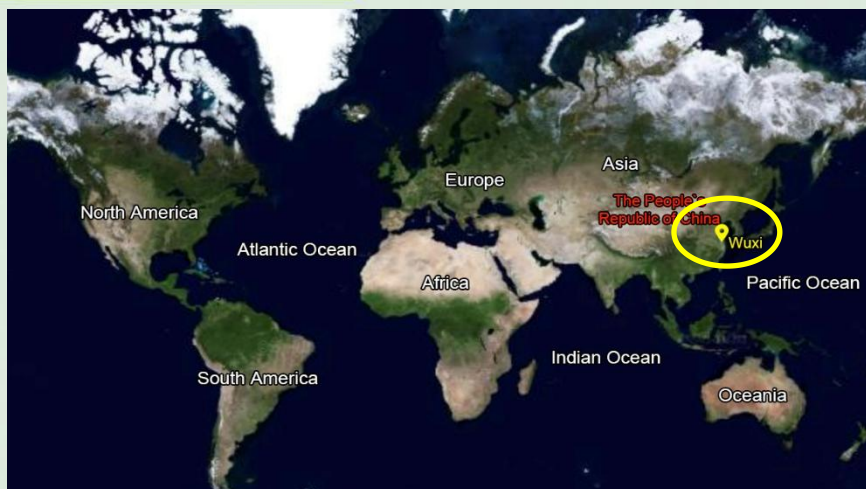 Asia
Europe
The People's
Republic of China
North America
Wuxi
Atlantic Ocean
Africa
Pacific Ocean
Indian Ocean
South America
Oceania